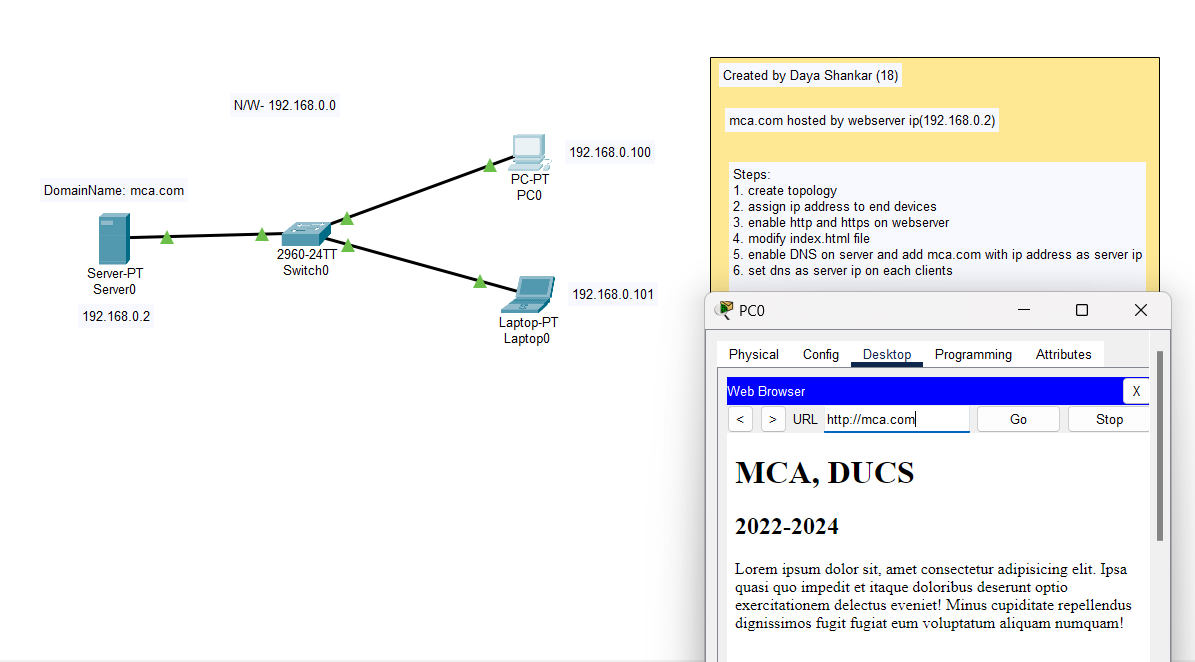 N/W- 192.168.0.0
DomainName: mca.com
Server-PT
Server0
192.168.0.2
2960-24TT
Switch0
PC-PT
PC0
192.168.0.100
Laptop-PT
Laptop0
192.168.0.101
Created by Daya Shankar (18)
mca.com hosted by webserver ip(192.168.0.2)
Steps:
1. create topology
2. assign ip address to end devices
3. enable http and https on webserver
4. modify index.html file
5. enable DNS on server and add mca.com with ip address as server ip
6. set dns as server ip on each clients
PC0
Physical Config Desktop Programming Attributes
Web Browser X
< > URL http://mca.com Go Stop
MCA, DUCS
2022-2024
Lorem ipsum dolor sit, amet consectetur adipisicing elit. Ipsa
quasi quo impedit et itaque doloribus deserunt optio
exercitationem delectus eveniet! Minus cupiditate repellendus
dignissimos fugit fugiat eum voluptatum aliquam numquam!